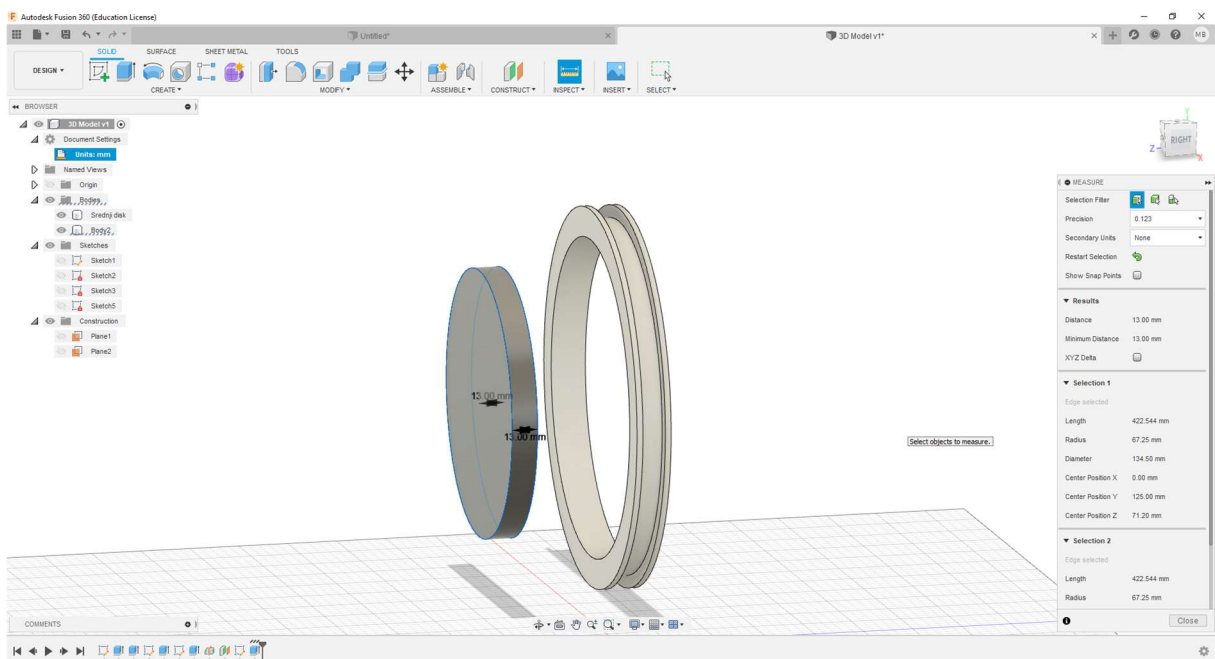 Autodesk Fusion 360 (Education License)
Untitled*
3D Model v1*
MB
SOLID SURFACE SHEET METAL TOOLS
DESIGN
CREATE MODIFY ASSEMBLE CONSTRUCT INSPECT INSERT SELECT
BROWSER
3D Model v1
Document Settings
Units: mm
Named Views
Origin
Bodies
Srednji disk
Body2
Sketches
Sketch1
Sketch2
Sketch3
Sketch5
Construction
Plane1
Plane2
13.00 mm
13.00 mm
Select objects to measure.
Y
RIGHT
Z
X
MEASURE
Selection Filter
Precision 0.123
Secondary Units None
Restart Selection
Show Snap Points
Results
Distance 13.00 mm
Minimum Distance 13.00 mm
XYZ Delta
Selection 1
Edge selected
Length 422.544 mm
Radius 67.25 mm
Diameter 134.50 mm
Center Position X 0.00 mm
Center Position Y 125.00 mm
Center Position Z 71.20 mm
Selection 2
Edge selected
Length 422.544 mm
Radius 67.25 mm
Close
COMMENTS